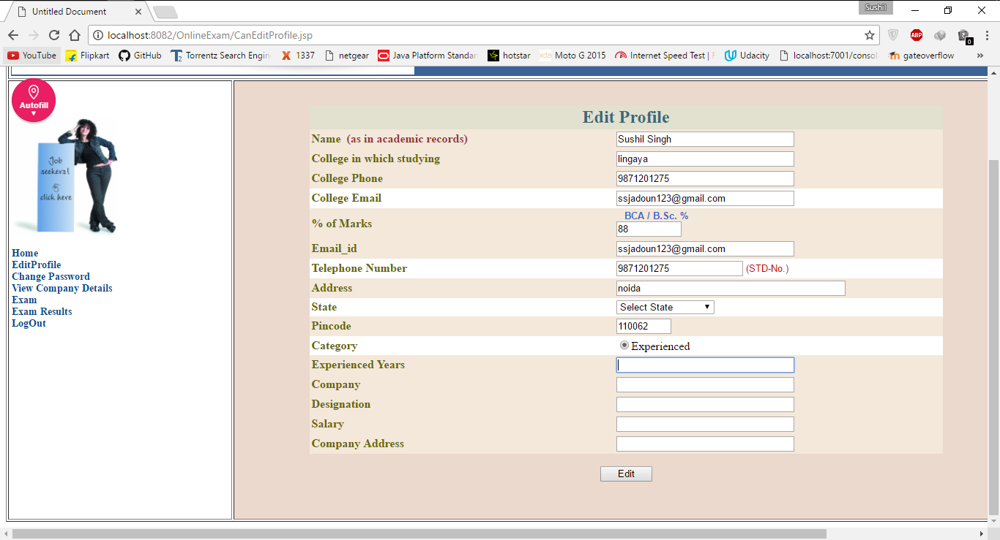 Untitled Document
Sushil
localhost:8082/OnlineExam/CanEditProfile.jsp
ABP
0
YouTube Flipkart GitHub Torrentz Search Engin 1337 netgear Java Platform Standar hotstar Moto G 2015 Internet Speed Test | F Udacity localhost:7001/consol gateoverflow »
Autofill
Job
seekers!
click here
Home
EditProfile
Change Password
View Company Details
Exam
Exam Results
LogOut
Edit Profile
Name (as in academic records) Sushil Singh
College in which studying lingaya
College Phone 9871201275
College Email ssjadoun123@gmail.com
BCA / B.Sc. %
% of Marks 88
Email_id ssjadoun123@gmail.com
Telephone Number 9871201275 (STD-No.)
Address noida
State Select State
Pincode 110062
Category Experienced
Experienced Years
Company
Designation
Salary
Company Address
Edit